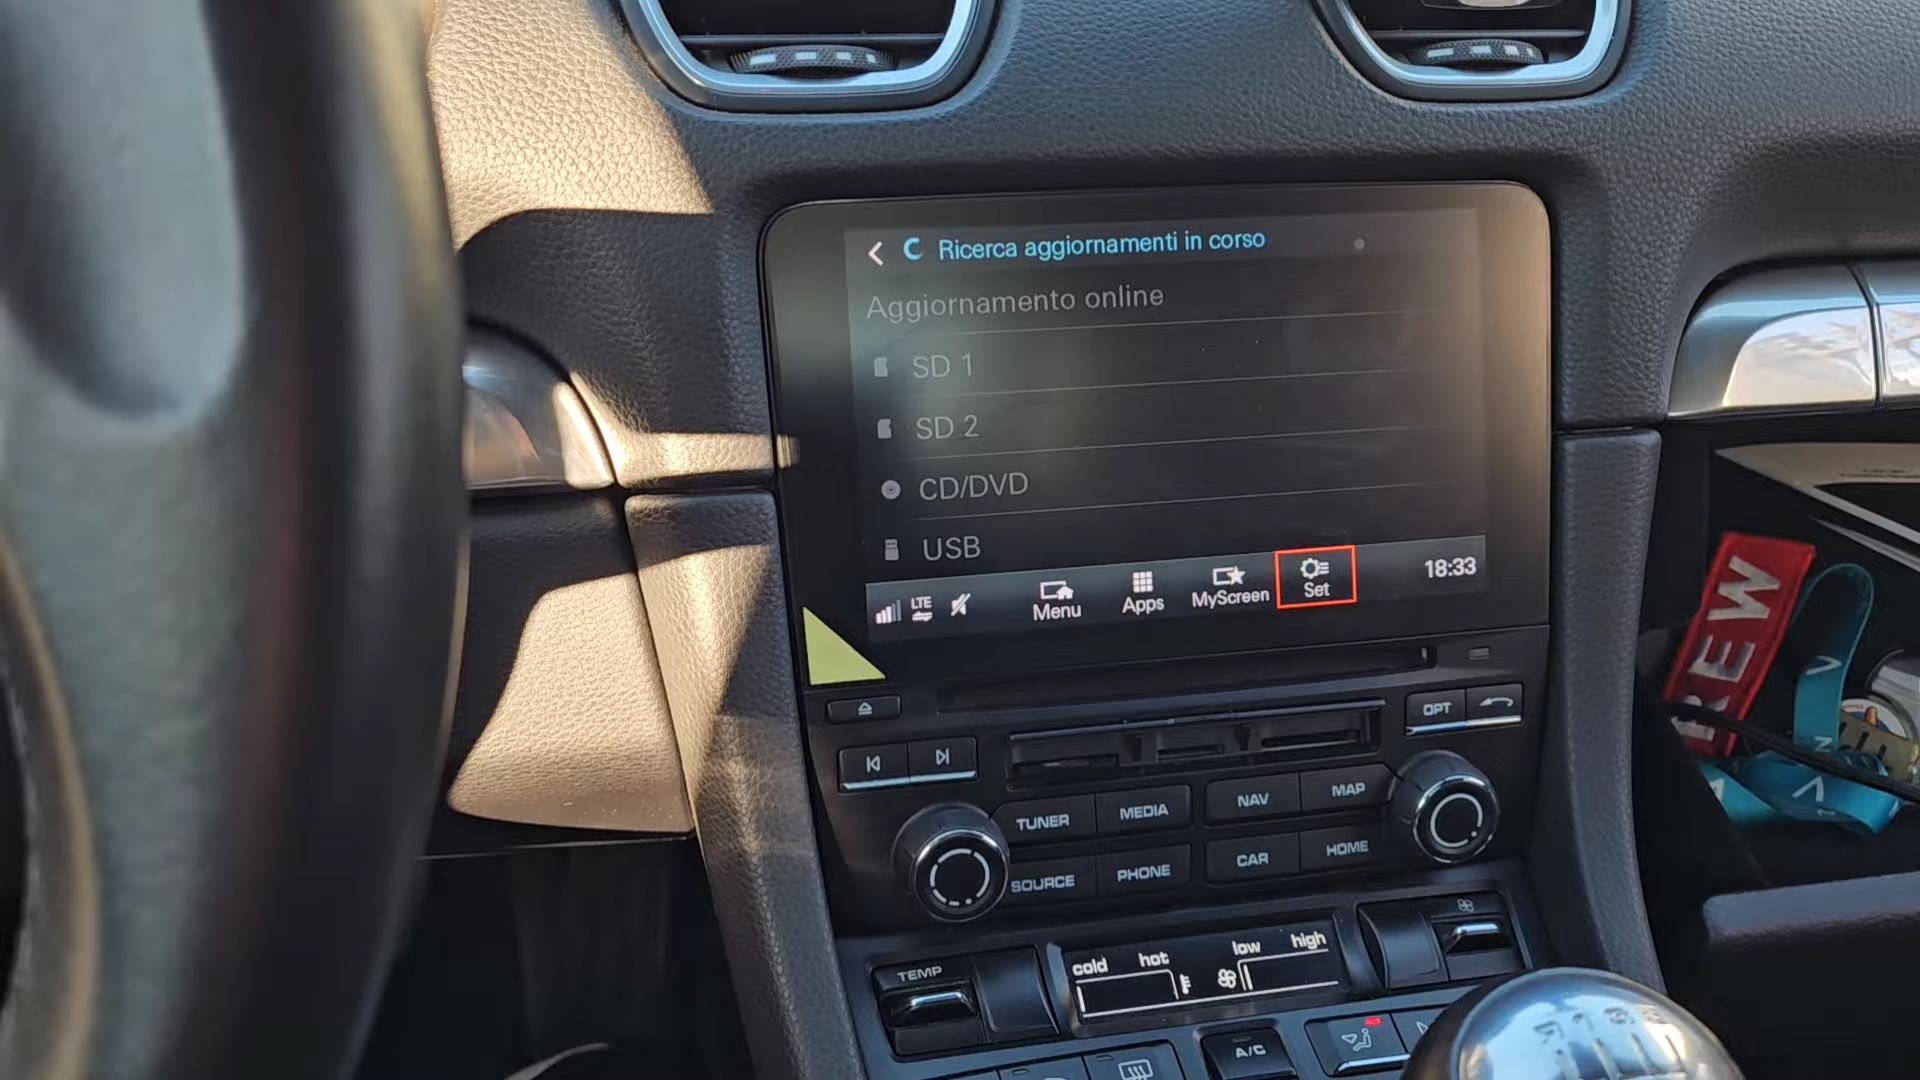 Ricerca aggiornamenti in corso
Aggiornamento online
SD 1
SD 2
CD/DVD
USB
LTE
Menu
Apps
MyScreen
Set
18:33
OPT
TUNER
MEDIA
NAV
MAP
SOURCE
PHONE
CAR
HOME
TEMP
cold
hot
low
high
A/C
REW